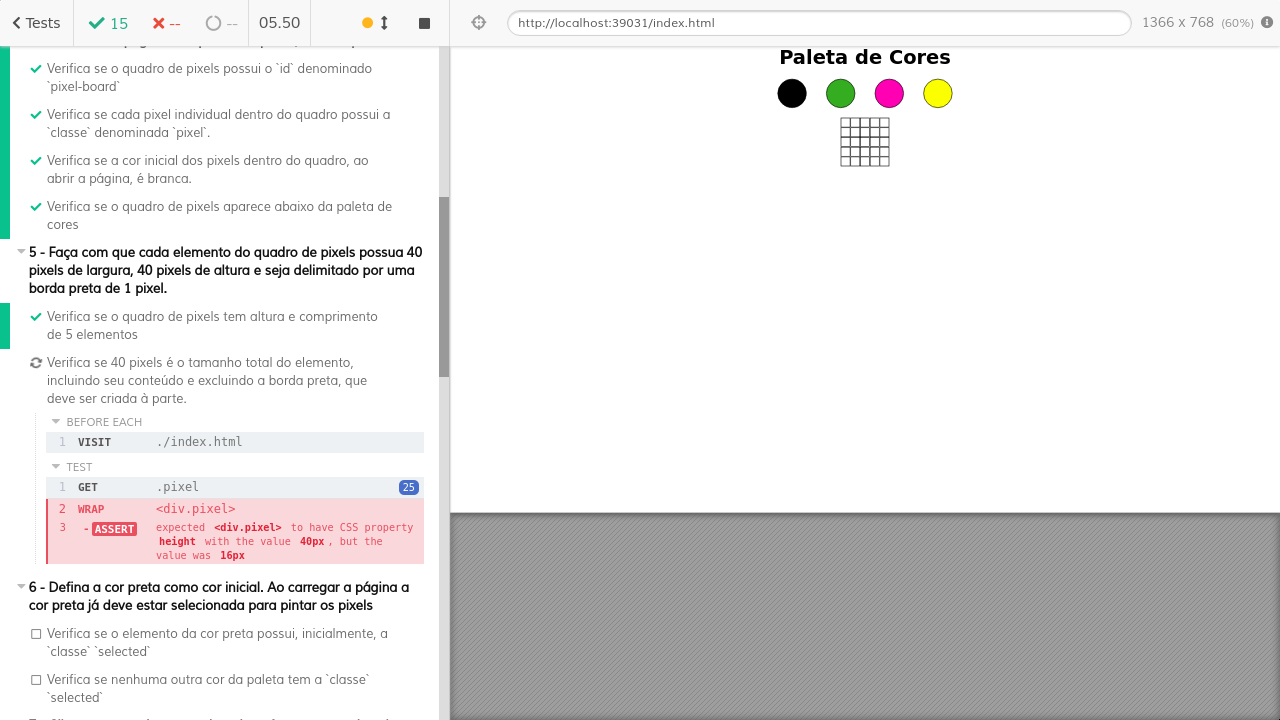 Tests
15
--
--
05.50
http://localhost:39031/index.html
1366 x 768 (60%)
Verifica se o quadro de pixels possui o `id` denominado
`pixel-board`
Verifica se cada pixel individual dentro do quadro possui a
`classe` denominada `pixel`.
Verifica se a cor inicial dos pixels dentro do quadro, ao
abrir a página, é branca.
Verifica se o quadro de pixels aparece abaixo da paleta de
cores
5 - Faça com que cada elemento do quadro de pixels possua 40
pixels de largura, 40 pixels de altura e seja delimitado por uma
borda preta de 1 pixel.
Verifica se o quadro de pixels tem altura e comprimento
de 5 elementos
Verifica se 40 pixels é o tamanho total do elemento,
incluindo seu conteúdo e excluindo a borda preta, que
deve ser criada à parte.
BEFORE EACH
1 VISIT ./index.html
TEST
1 GET .pixel 25
2 WRAP <div.pixel>
3 -ASSERT expected <div.pixel> to have CSS property
height with the value 40px, but the
value was 16px
6 - Defina a cor preta como cor inicial. Ao carregar a página a
cor preta já deve estar selecionada para pintar os pixels
Verifica se o elemento da cor preta possui, inicialmente, a
`classe` `selected`
Verifica se nenhuma outra cor da paleta tem a `classe`
`selected`
Paleta de Cores